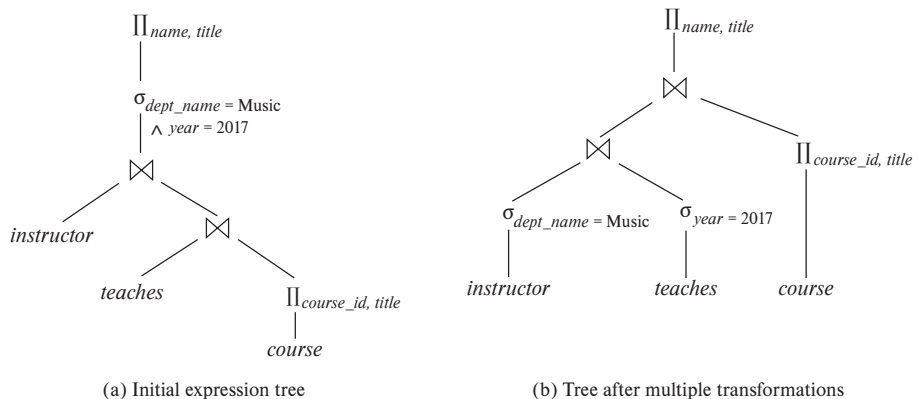 ∏name, title
σdept_name = Music
∧ year = 2017
⋈
instructor
⋈
teaches
∏course_id, title
course
(a) Initial expression tree
∏name, title
⋈
⋈
∏course_id, title
σdept_name = Music
σyear = 2017
instructor
teaches
course
(b) Tree after multiple transformations